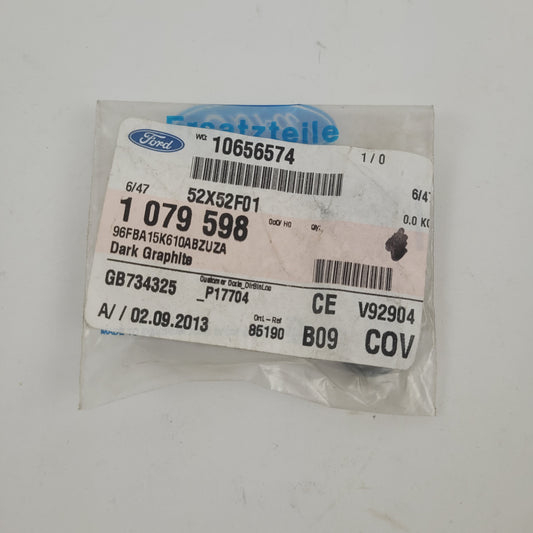 Ersatzteile
Ford
WQ: 10656574
1 / 0
6/47
52X52F01
6/47
1 079 598
0.0 KG
96FBA15K610ABZUZA
Dark Graphite
GB734325
_P17704
CE
V92904
A/ / 02.09.2013
85190
B09
COV